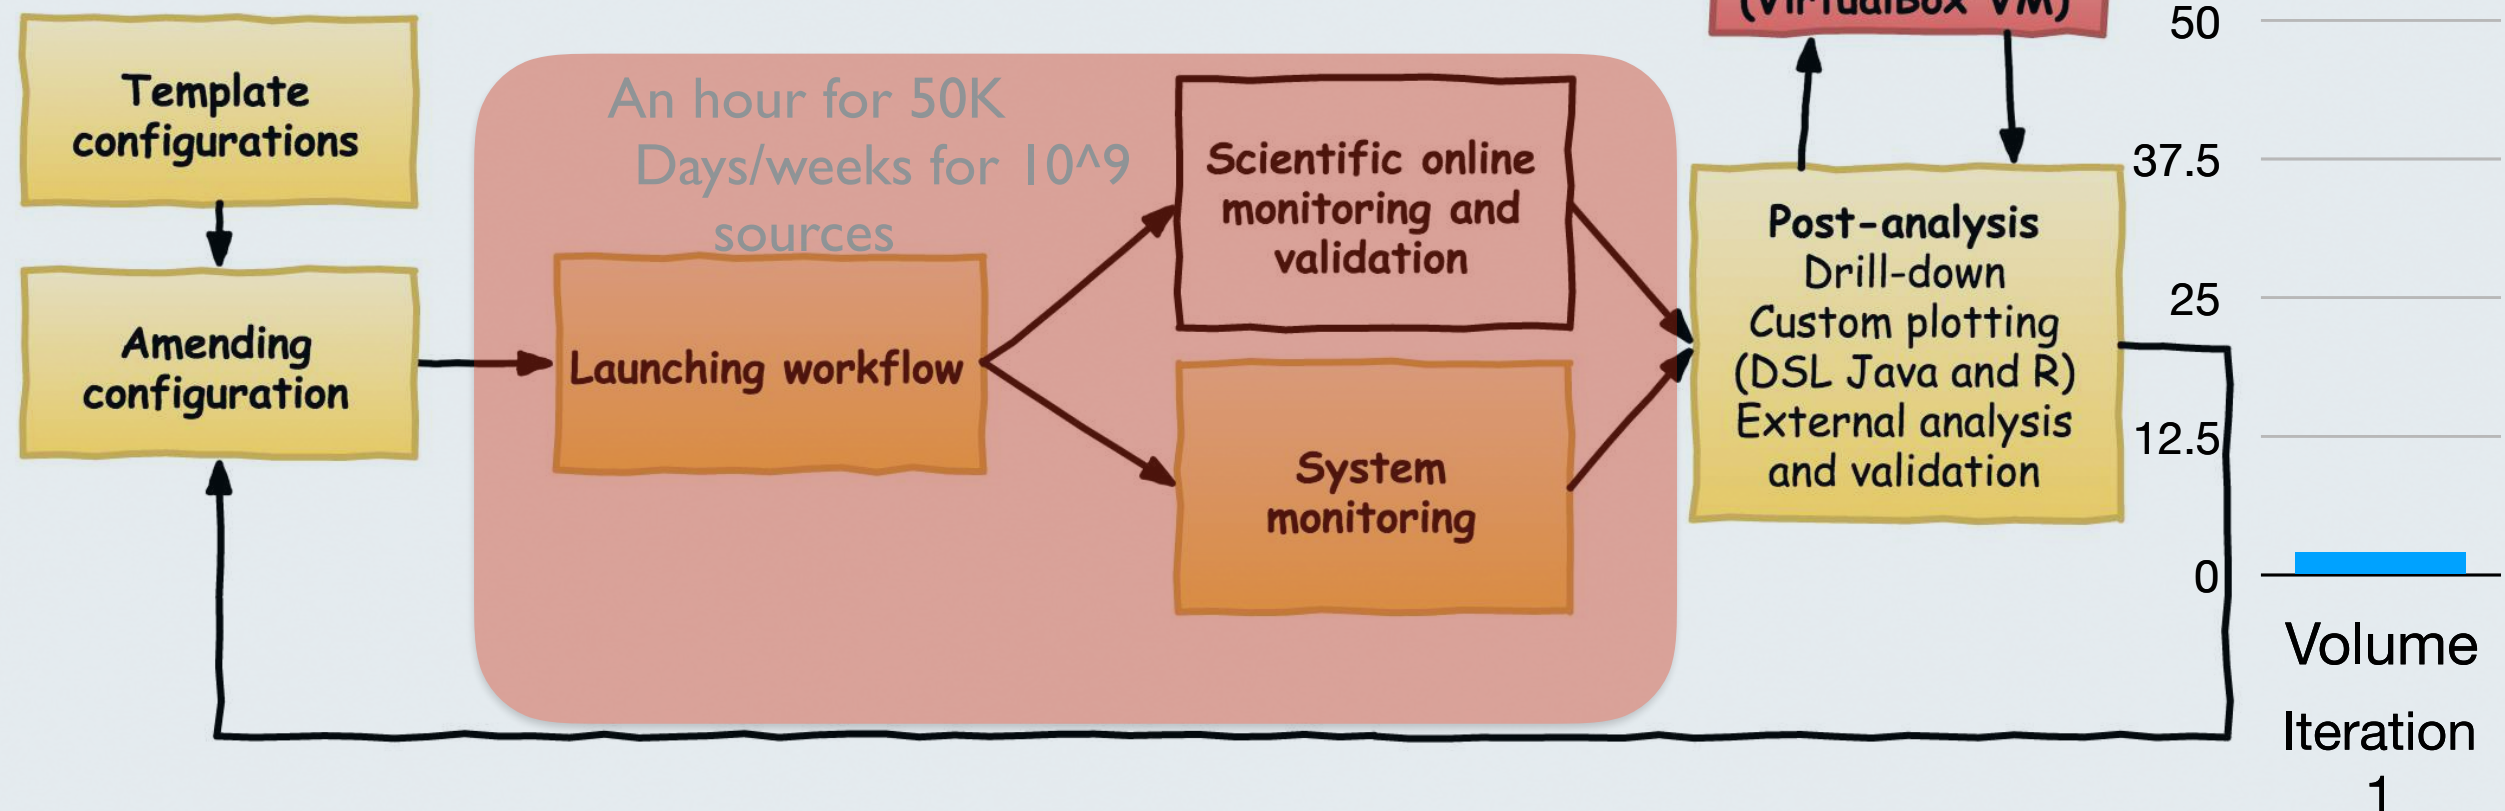 Template
configurations
Amending
configuration
An hour for 50K
Days/weeks for 10^9
sources
Launching workflow
Scientific online
monitoring and
validation
System
monitoring
(VirtualBox VM)
Post-analysis
Drill-down
Custom plotting
(DSL Java and R)
External analysis
and validation
50
37.5
25
12.5
0
Volume
Iteration
1